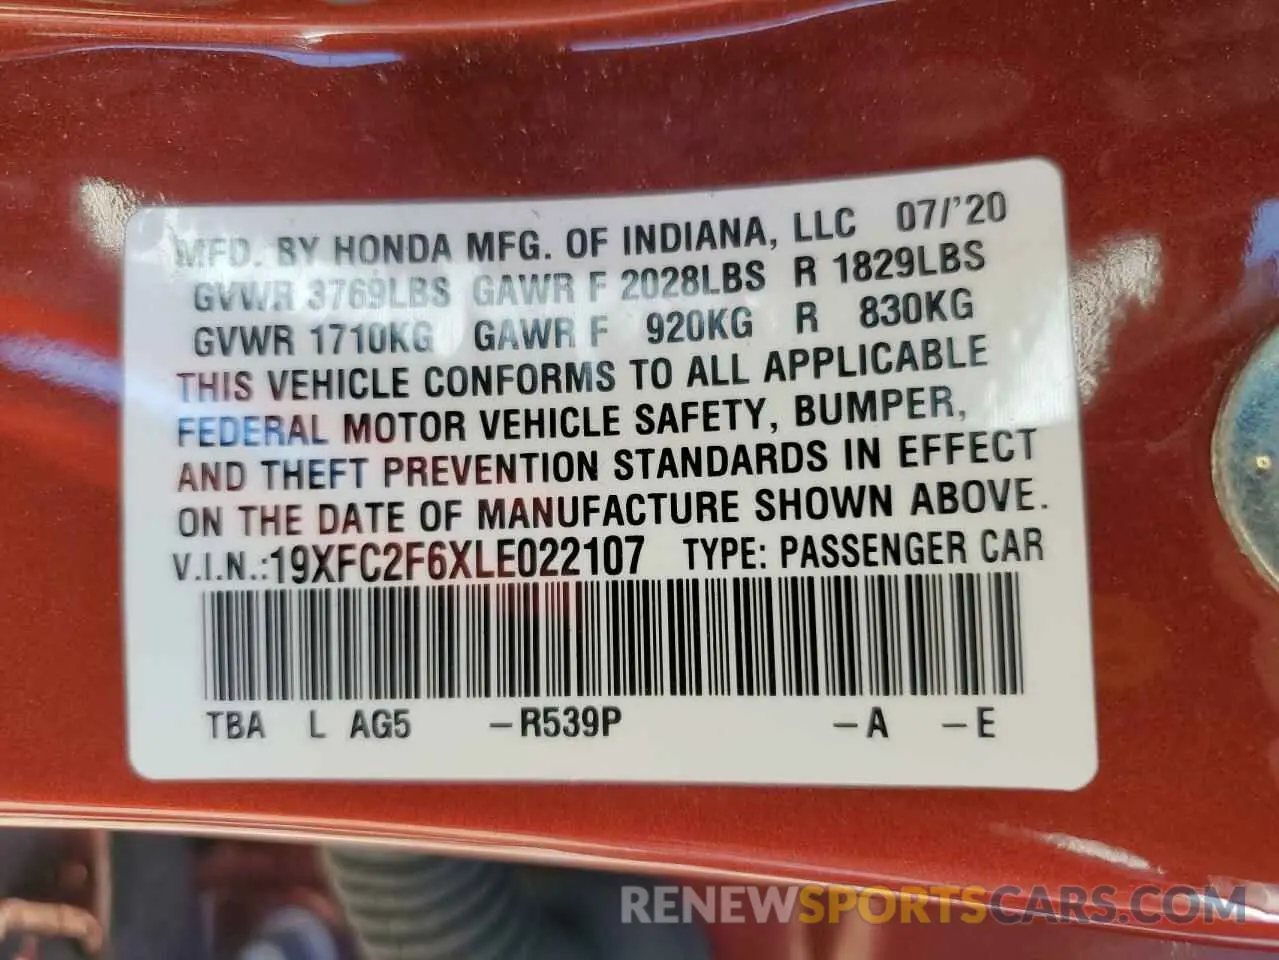 MFD. BY HONDA MFG. OF INDIANA, LLC 07/'20
GVWR 3769LBS GAWR F 2028LBS R 1829LBS
GVWR 1710KG GAWR F 920KG R 830KG
THIS VEHICLE CONFORMS TO ALL APPLICABLE
FEDERAL MOTOR VEHICLE SAFETY, BUMPER,
AND THEFT PREVENTION STANDARDS IN EFFECT
ON THE DATE OF MANUFACTURE SHOWN ABOVE.
V.I.N.:19XFC2F6XLE022107 TYPE: PASSENGER CAR
TBA L AG5 –R539P –A –E
RENEWSPORTSCARS.COM